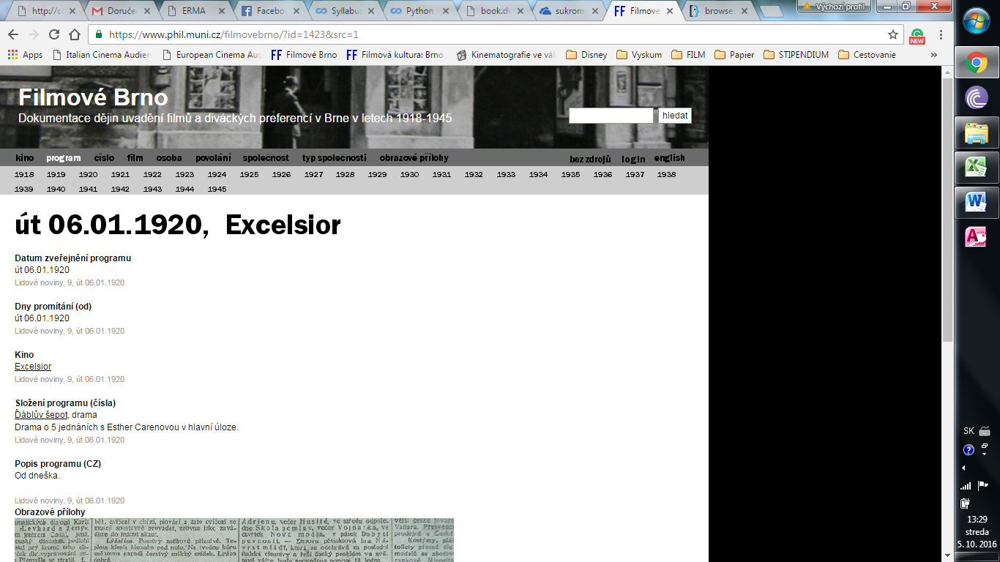 http://c
Doruče
ERMA
Facebo
Syllabu
Python
book.d
sukrom
Filmové
browse
Výchozí profil
https://www.phil.muni.cz/filmovebrno/?id=1423&src=1
NEW
Apps
Italian Cinema Audien
European Cinema Aud
FF Filmové Brno
FF Filmová kultura: Brno
Kinematografie ve vál
Disney
Vyskum
FILM
Papier
STIPENDIUM
Cestovanie
»
Filmové Brno
Dokumentace dějin uvadění filmů a diváckých preferencí v Brne v letech 1918-1945
hledat
kino program číslo film osoba povolání společnost typ společnosti obrazové přílohy bez zdrojů login english
1918 1919 1920 1921 1922 1923 1924 1925 1926 1927 1928 1929 1930 1931 1932 1933 1934 1935 1936 1937 1938
1939 1940 1941 1942 1943 1944 1945
út 06.01.1920, Excelsior
Datum zveřejnění programu
út 06.01.1920
Lidové noviny, 9, út 06.01.1920
Dny promítání (od)
út 06.01.1920
Lidové noviny, 9, út 06.01.1920
Kino
Excelsior
Lidové noviny, 9, út 06.01.1920
Složení programu (čísla)
Ďáblův šepot, drama
Drama o 5 jednáních s Esther Carenovou v hlavní úloze.
Lidové noviny, 9, út 06.01.1920
Popis programu (CZ)
Od dneška.
Lidové noviny, 9, út 06.01.1920
Obrazové přílohy
SK
13:29
streda
5. 10. 2016